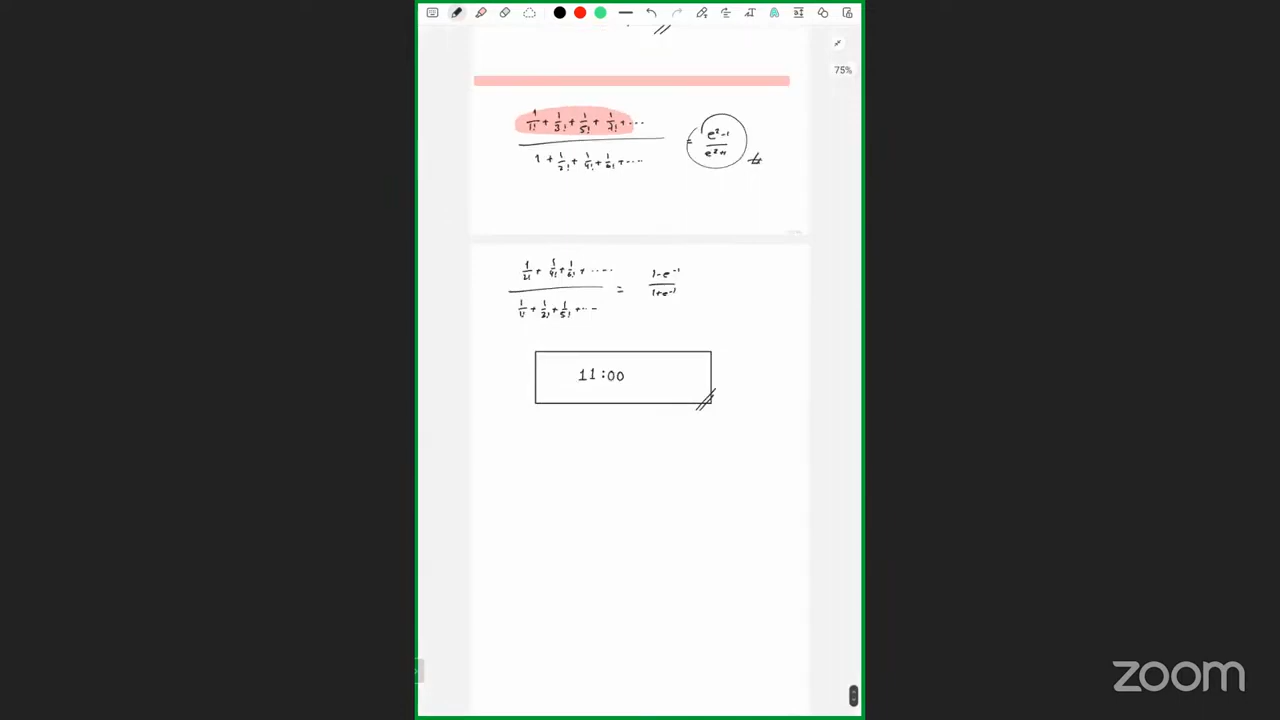 75%
1/1! + 1/3! + 1/5! + 1/7! + ...
1 + 1/2! + 1/4! + 1/6! + ....
= e²-1 / e²+1
1/2! + 1/4! + 1/6! + .....
1/1! + 1/3! + 1/5! + ...
= 1-e⁻¹ / 1+e⁻¹
11:00
zoom